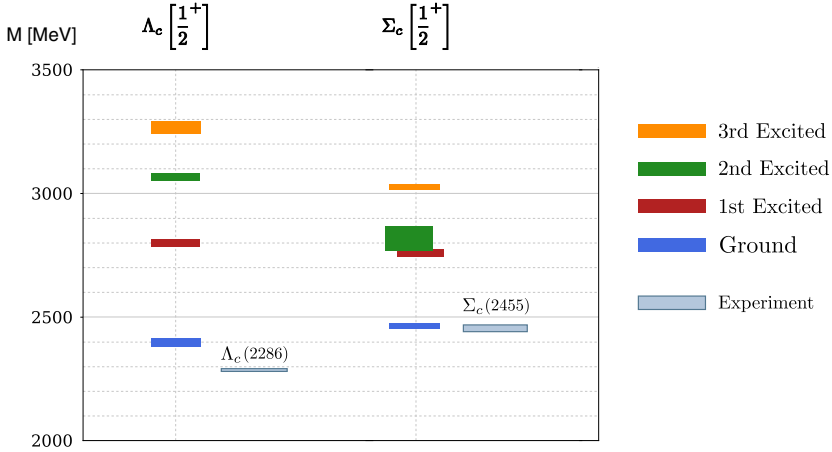 Λc[1/2⁺] Σc[1/2⁺]
M [MeV]
3500
3000
2500
2000
Λc(2286)
Σc(2455)
3rd Excited
2nd Excited
1st Excited
Ground
Experiment